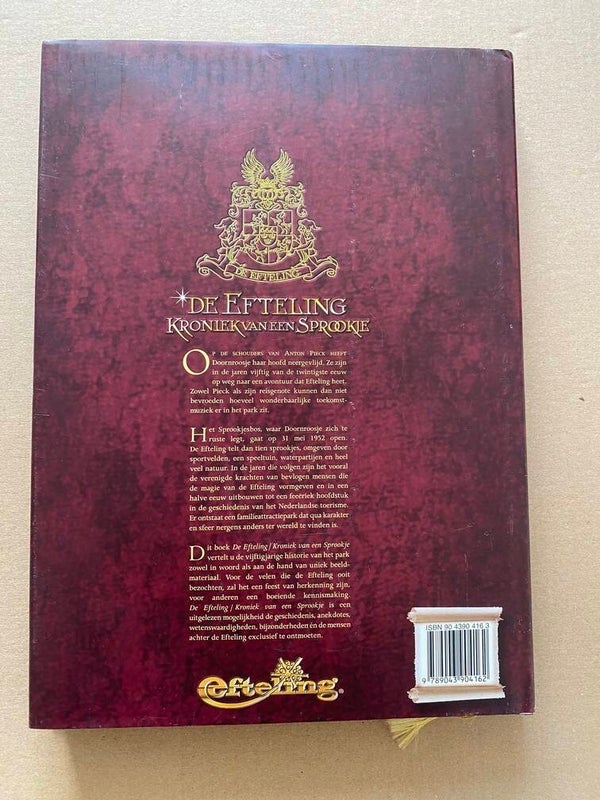 DE EFTELING
DE EFTELING
KRONIEK VAN EEN SPROOKJE
OP DE SCHOUDERS VAN ANTON PIECK HEEFT
Doornroosje haar hoofd neergevlijd. Ze zijn
in de jaren vijftig van de twintigste eeuw
op weg naar een avontuur dat Efteling heet.
Zowel Pieck als zijn reisgenote kunnen dan niet
bevroeden hoeveel wonderbaarlijke toekomst-
muziek er in het park zit.
Het Sprookjesbos, waar Doornroosje zich te
ruste legt, gaat op 31 mei 1952 open.
De Efteling telt dan tien sprookjes, omgeven door
sportvelden, een speeltuin, waterpartijen en heel
veel natuur. In de jaren die volgen zijn het vooral
de verenigde krachten van bevlogen mensen die
de magie van de Efteling vormgeven en in een
halve eeuw uitbouwen tot een feeëriek hoofdstuk
in de geschiedenis van het Nederlandse toerisme.
Er ontstaat een familieattractiepark dat qua karakter
en sfeer nergens anders ter wereld te vinden is.
Dit boek De Efteling / Kroniek van een Sprookje
vertelt u de vijftigjarige historie van het park
zowel in woord als aan de hand van uniek beeld-
materiaal. Voor de velen die de Efteling ooit
bezochten, zal het een feest van herkenning zijn,
voor anderen een boeiende kennismaking.
De Efteling / Kroniek van een Sprookje is een
uitgelezen mogelijkheid de geschiedenis, anekdotes,
wetenswaardigheden, bijzonderheden én de mensen
achter de Efteling exclusief te ontmoeten.
ISBN 90 4390 416 3
9 789043 904162
efteling®